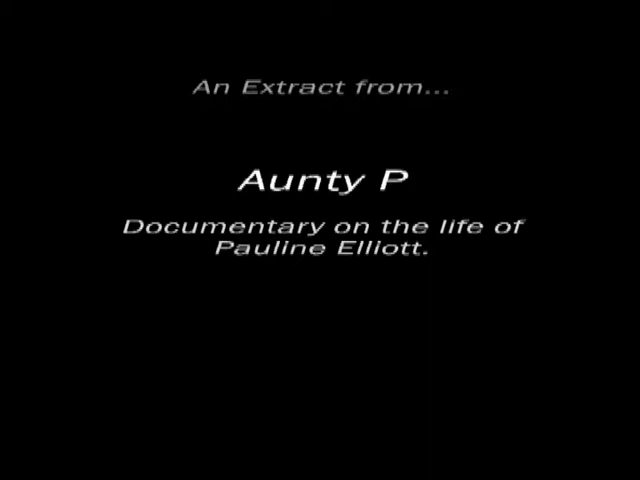 An Extract from...
Aunty P
Documentary on the life of
Pauline Elliott.